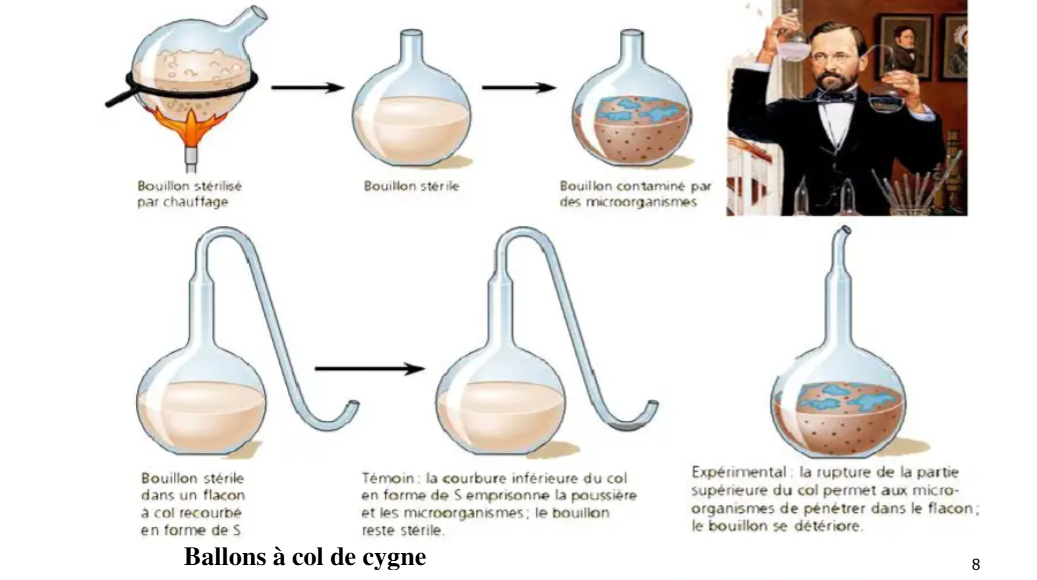 Bouillon stérilisé
par chauffage
Bouillon stérile
Bouillon contaminé par
des microorganismes
Bouillon stérile
dans un flacon
à col recourbé
en forme de S
Témoin : la courbure inférieure du col
en forme de S emprisonne la poussière
et les microorganismes ; le bouillon
reste stérile.
Expérimental : la rupture de la partie
supérieure du col permet aux micro-
organismes de pénétrer dans le flacon ;
le bouillon se détériore.
Ballons à col de cygne
8